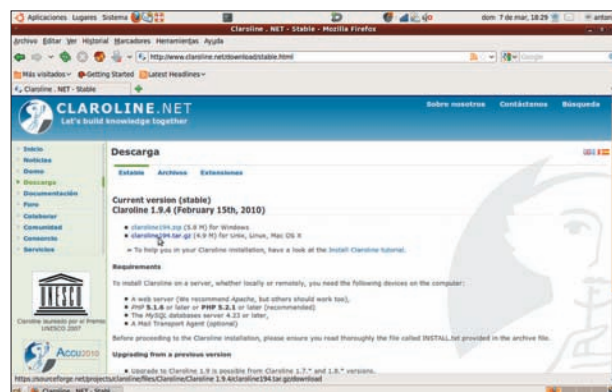 Aplicaciones Lugares Sistema
dom 7 de mar, 18:29
Claroline . NET - Stable - Mozilla Firefox
Archivo Editar Ver Historial Marcadores Herramientas Ayuda
http://www.claroline.net/download/stable.html
Google
Más visitados Getting Started Latest Headlines
Claroline . NET - Stable
CLAROLINE.NET
Let's build knowledge together
Sobre nosotros Contáctenos Búsqueda
Inicio
Noticias
Demo
Descarga
Documentación
Foro
Colaborar
Comunidad
Consorcio
Servicios
UNESCO
Claroline laureado por el Premio
UNESCO 2007
ACCU2010
Descarga
Estable Archivos Extensiones
Current version (stable)
Claroline 1.9.4 (February 15th, 2010)
claroline194.zip (5.8 M) for Windows
claroline194.tar.gz (4.9 M) for Unix, Linux, Mac OS X
To help you in your Claroline installation, have a look at the Install Claroline tutorial.
Requirements
To install Claroline on a server, whether locally or remotely, you need the following devices on the computer:
A web server (We recommend Apache, but others should work too),
PHP 5.1.6 or later or PHP 5.2.1 or later (recommended)
The MySQL databases server 4.23 or later,
A Mail Transport Agent (optional)
Before proceeding to the Claroline installation, please ensure you read thoroughly the file called INSTALL.txt provided in the archive file.
Upgrading from a previous version
Upgrade to Claroline 1.9 is possible from Claroline 1.7.* and 1.8.* versions.
https://sourceforge.net/projects/claroline/files/Claroline/Claroline 1.9.4/claroline194.tar.gz/download